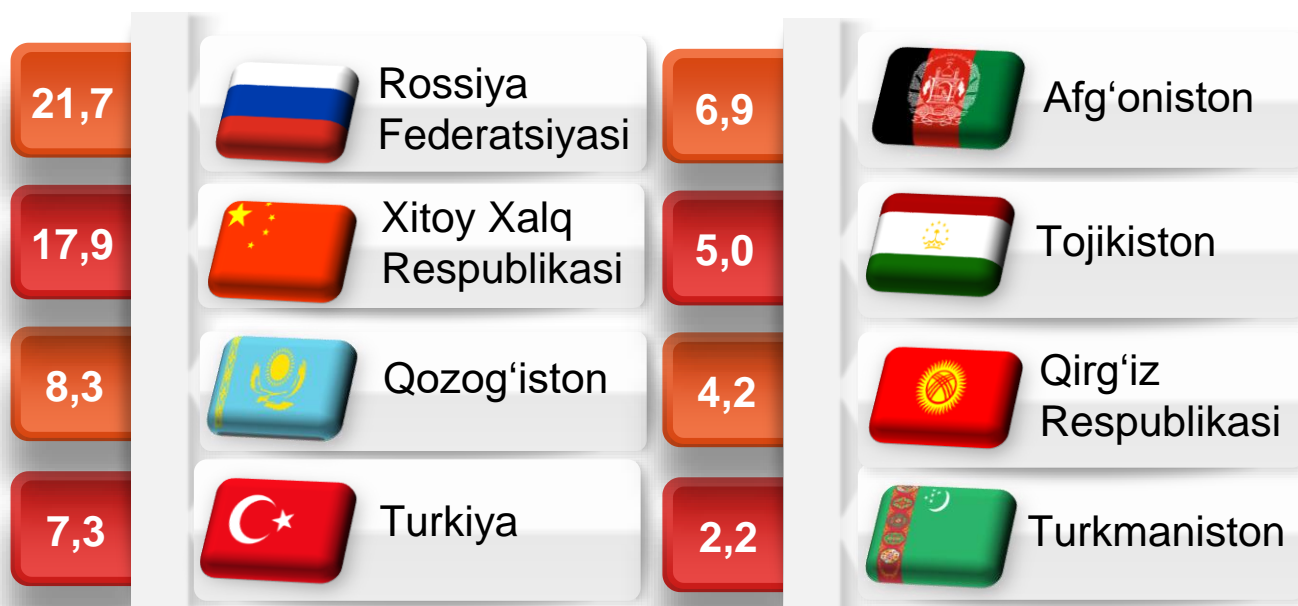 21,7
Rossiya
Federatsiyasi
17,9
Xitoy Xalq
Respublikasi
8,3
Qozog‘iston
7,3
Turkiya
6,9
Afg‘oniston
5,0
Tojikiston
4,2
Qirg‘iz
Respublikasi
2,2
Turkmaniston